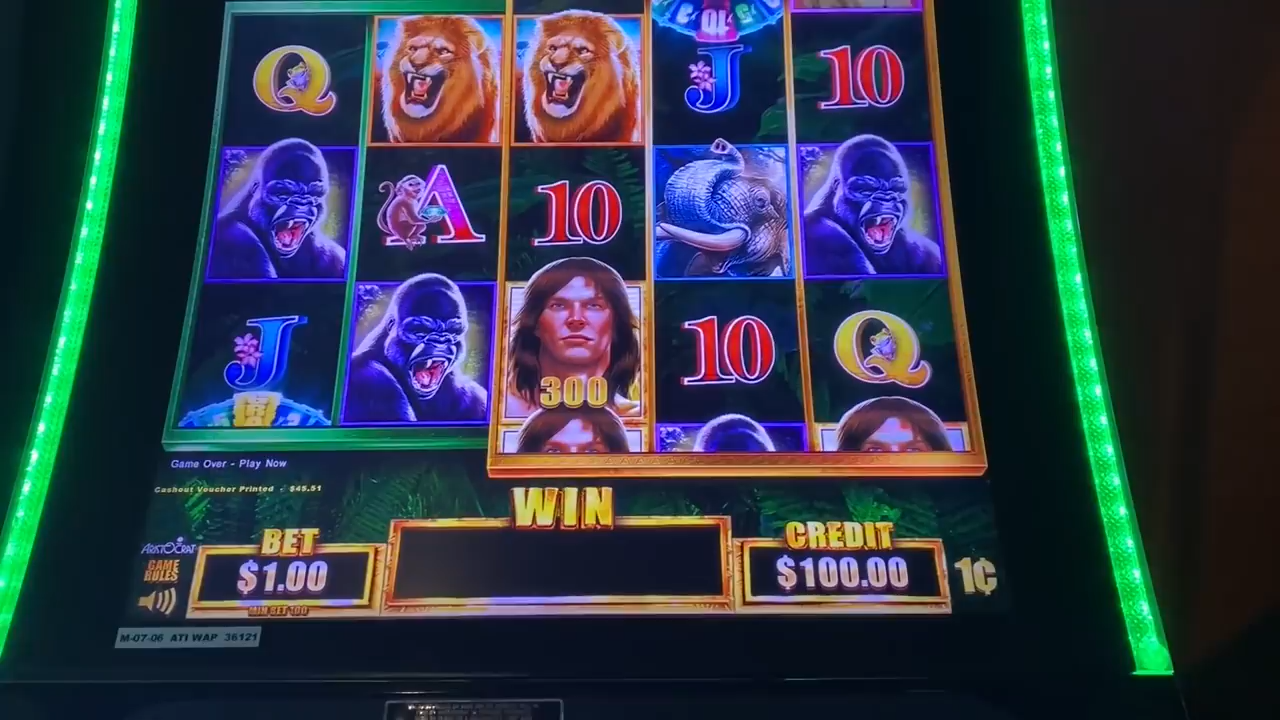 Q
J
10
A
10
300
J
10
Q
Game Over - Play Now
Cashout Voucher Printed - $45.51
WIN
BET
CREDIT
ARISTOCRAT
GAME RULES
$1.00
$100.00
1¢
MIN BET 100
M-07-06 ATI WAP 36121